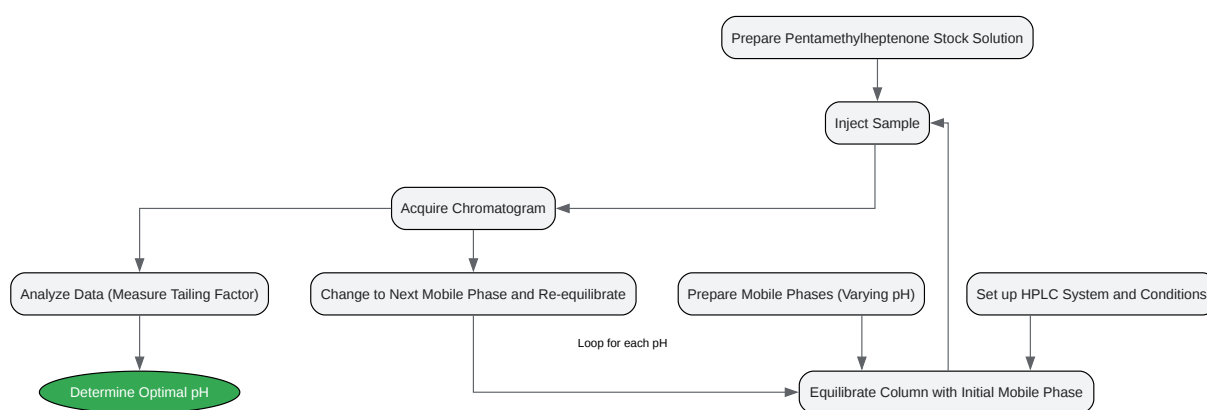 Prepare Pentamethylheptenone Stock Solution
Inject Sample
Acquire Chromatogram
Analyze Data (Measure Tailing Factor)
Change to Next Mobile Phase and Re-equilibrate
Prepare Mobile Phases (Varying pH)
Set up HPLC System and Conditions
Loop for each pH
Determine Optimal pH
Equilibrate Column with Initial Mobile Phase